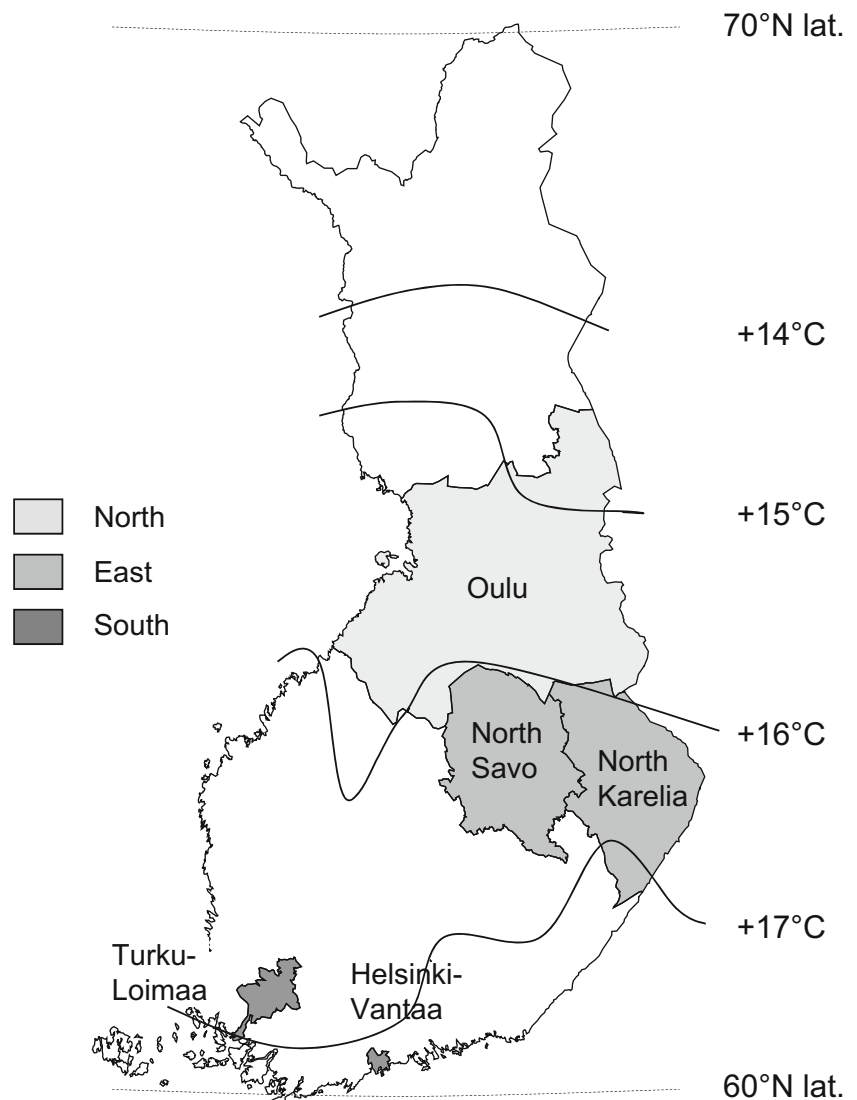 70°N lat.
+14°C
+15°C
North
East
South
Oulu
+16°C
North
Savo
North
Karelia
+17°C
Turku-
Loimaa
Helsinki-
Vantaa
60°N lat.